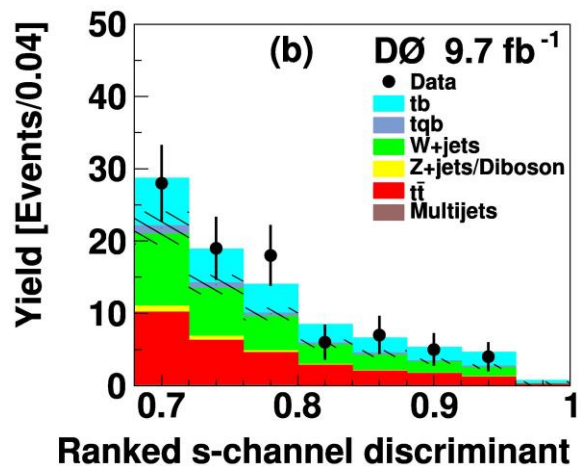 Yield [Events/0.04]
50
40
30
20
10
0
(b)
DØ 9.7 fb⁻¹
Data
tb
tqb
W+jets
Z+jets/Diboson
tt̄
Multijets
0.7 0.8 0.9 1
Ranked s-channel discriminant